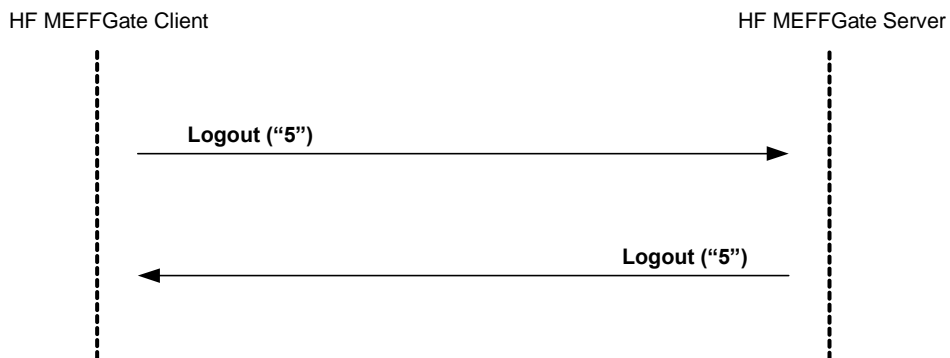 HF MEFFGate Client
HF MEFFGate Server
Logout (“5”)
Logout (“5”)